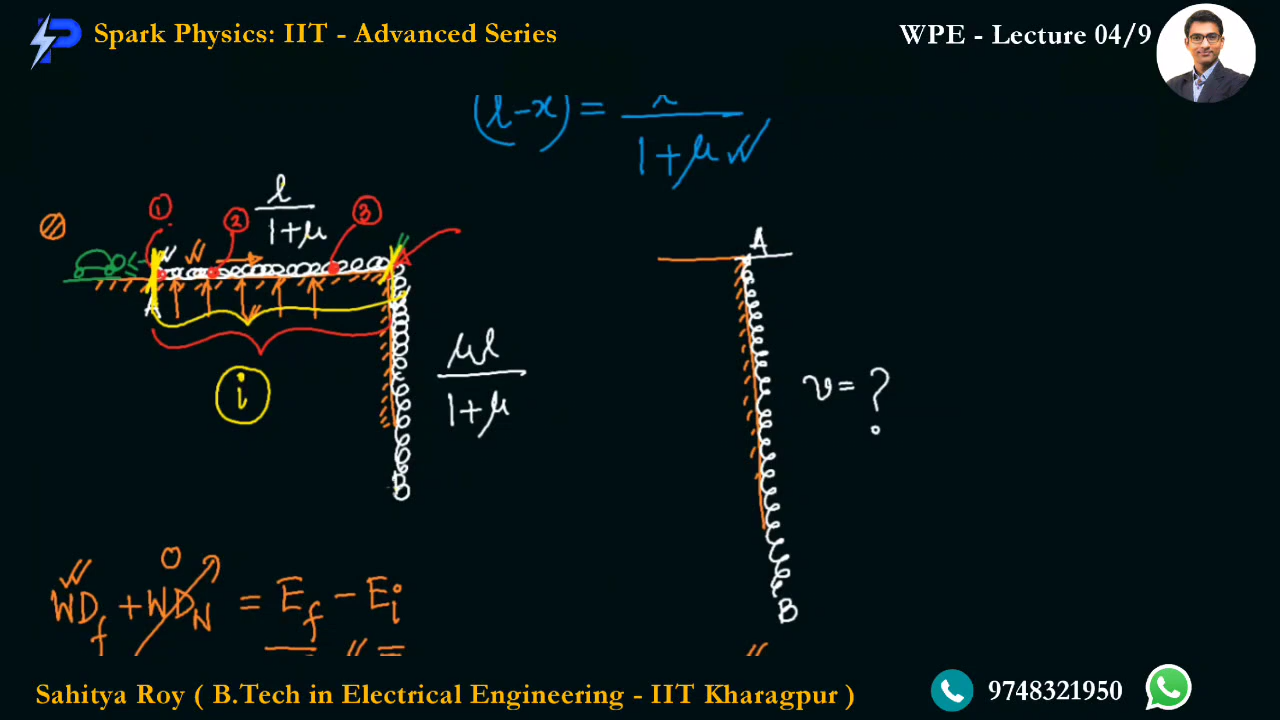 Spark Physics: IIT - Advanced Series
WPE - Lecture 04/9
(l-x) = x / 1+μ
① ② l / 1+μ ③
A
i
μl / 1+μ
B
A
v = ?
B
0
WD_f + WD_N = E_f - E_i
Sahitya Roy ( B.Tech in Electrical Engineering - IIT Kharagpur )
9748321950